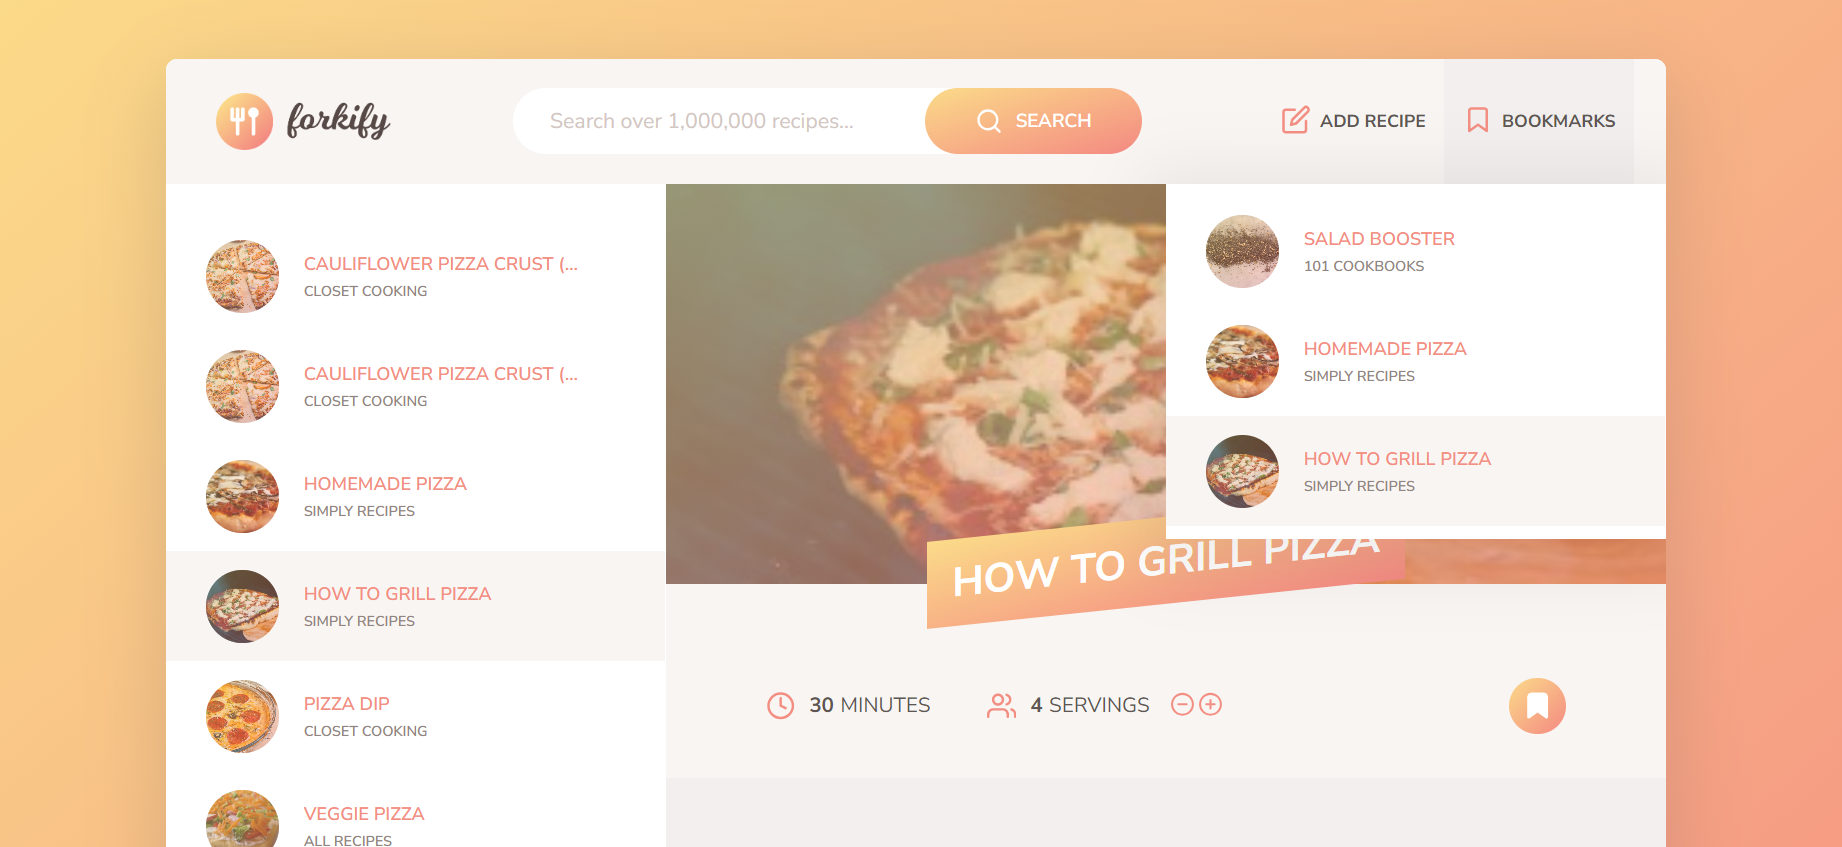 forkify
Search over 1,000,000 recipes...
SEARCH
ADD RECIPE
BOOKMARKS
CAULIFLOWER PIZZA CRUST (...
CLOSET COOKING
CAULIFLOWER PIZZA CRUST (...
CLOSET COOKING
HOMEMADE PIZZA
SIMPLY RECIPES
HOW TO GRILL PIZZA
SIMPLY RECIPES
PIZZA DIP
CLOSET COOKING
VEGGIE PIZZA
ALL RECIPES
SALAD BOOSTER
101 COOKBOOKS
HOMEMADE PIZZA
SIMPLY RECIPES
HOW TO GRILL PIZZA
SIMPLY RECIPES
HOW TO GRILL PIZZA
30 MINUTES
4 SERVINGS